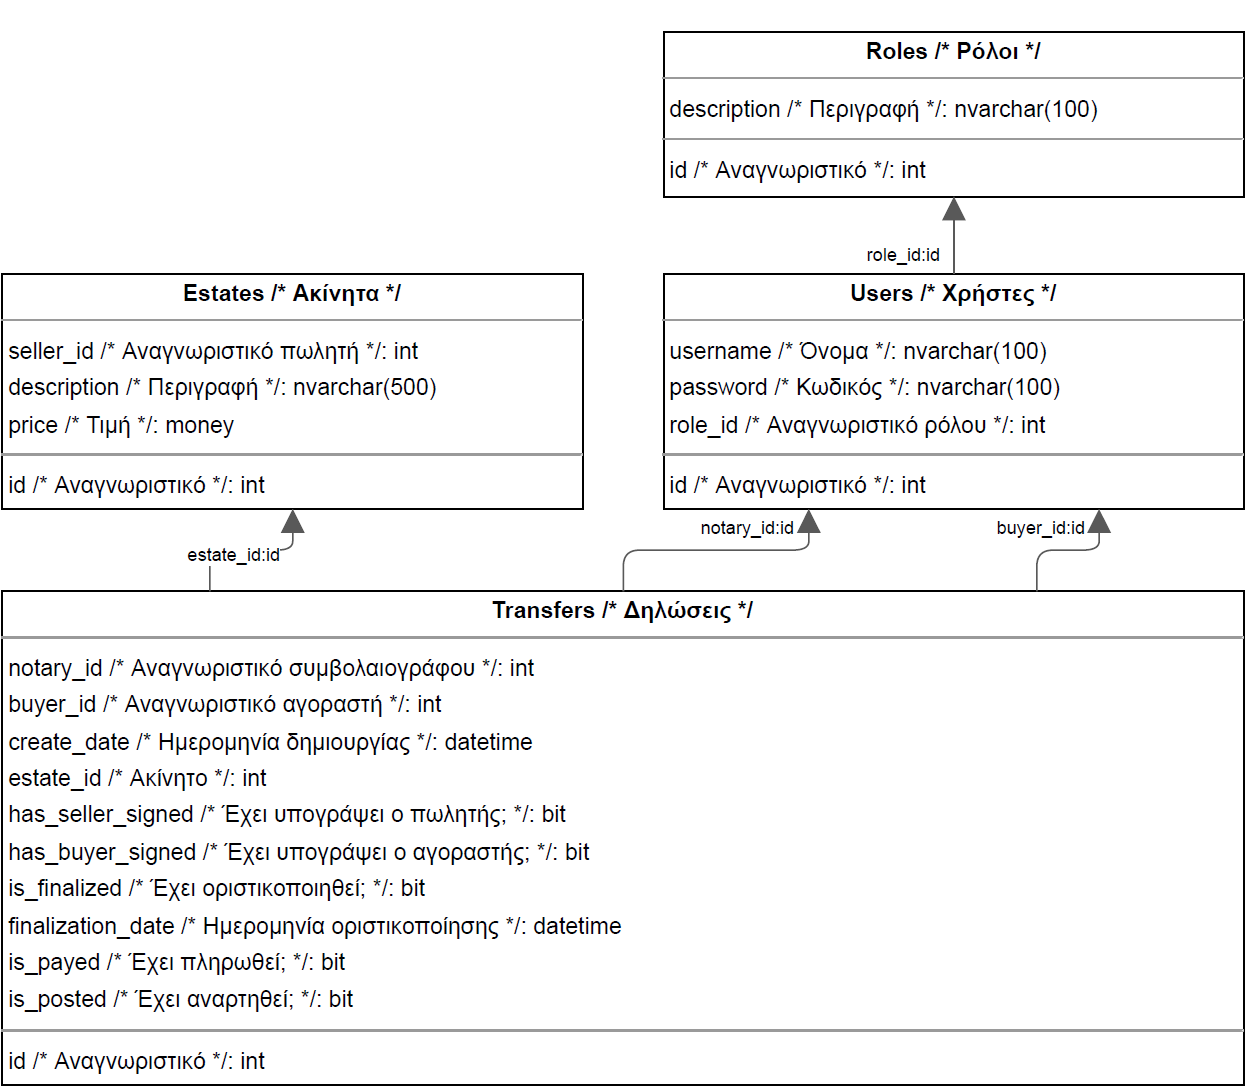 Roles /* Ρόλοι */
description /* Περιγραφή */: nvarchar(100)
id /* Αναγνωριστικό */: int
role_id:id
Estates /* Ακίνητα */
seller_id /* Αναγνωριστικό πωλητή */: int
description /* Περιγραφή */: nvarchar(500)
price /* Τιμή */: money
id /* Αναγνωριστικό */: int
Users /* Χρήστες */
username /* Όνομα */: nvarchar(100)
password /* Κωδικός */: nvarchar(100)
role_id /* Αναγνωριστικό ρόλου */: int
id /* Αναγνωριστικό */: int
estate_id:id
notary_id:id
buyer_id:id
Transfers /* Δηλώσεις */
notary_id /* Αναγνωριστικό συμβολαιογράφου */: int
buyer_id /* Αναγνωριστικό αγοραστή */: int
create_date /* Ημερομηνία δημιουργίας */: datetime
estate_id /* Ακίνητο */: int
has_seller_signed /* Έχει υπογράψει ο πωλητής; */: bit
has_buyer_signed /* Έχει υπογράψει ο αγοραστής; */: bit
is_finalized /* Έχει οριστικοποιηθεί; */: bit
finalization_date /* Ημερομηνία οριστικοποίησης */: datetime
is_payed /* Έχει πληρωθεί; */: bit
is_posted /* Έχει αναρτηθεί; */: bit
id /* Αναγνωριστικό */: int